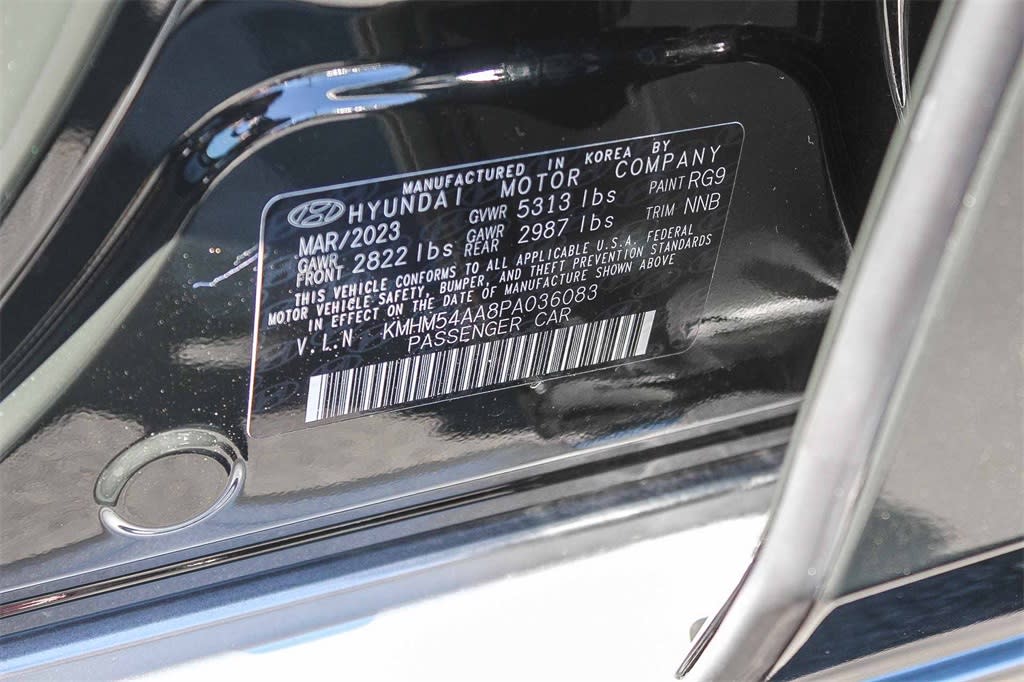 MANUFACTURED IN KOREA BY
HYUNDAI MOTOR COMPANY
MAR/2023 GVWR 5313 lbs PAINT RG9
GAWR FRONT 2822 lbs GAWR REAR 2987 lbs TRIM NNB
THIS VEHICLE CONFORMS TO ALL APPLICABLE U.S.A. FEDERAL
MOTOR VEHICLE SAFETY, BUMPER, AND THEFT PREVENTION STANDARDS
IN EFFECT ON THE DATE OF MANUFACTURE SHOWN ABOVE
V.I.N KMHM54AA8PA036083
PASSENGER CAR